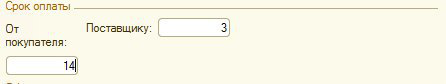 Срок оплаты
От покупателя:
Поставщику: 3
14